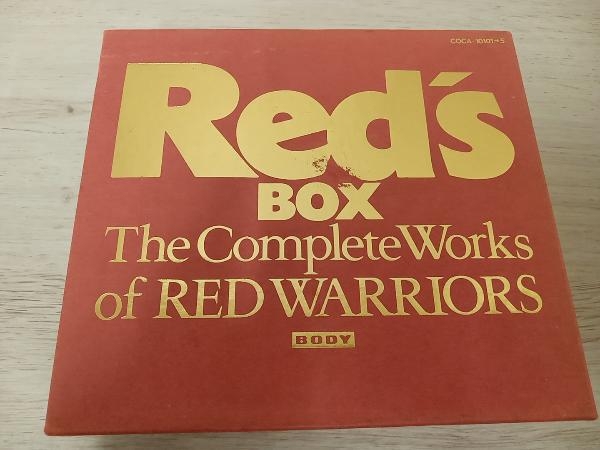 COCA-10101→5
Red's
BOX
The Complete Works
of RED WARRIORS
BODY